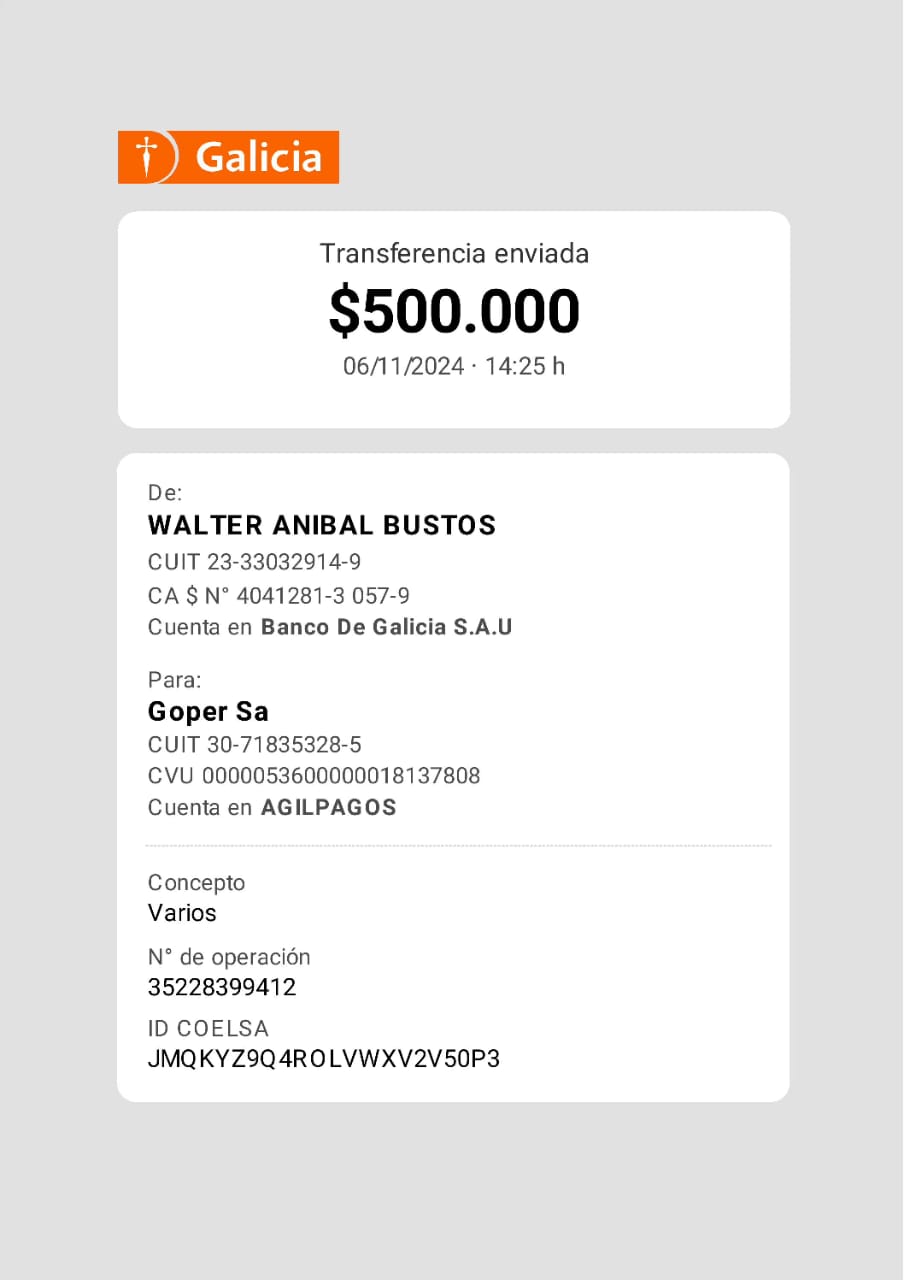 Galicia
Transferencia enviada
$500.000
06/11/2024 · 14:25 h
De:
WALTER ANIBAL BUSTOS
CUIT 23-33032914-9
CA $ N° 4041281-3 057-9
Cuenta en Banco De Galicia S.A.U
Para:
Goper Sa
CUIT 30-71835328-5
CVU 0000053600000018137808
Cuenta en AGILPAGOS
Concepto
Varios
N° de operación
35228399412
ID COELSA
JMQKYZ9Q4ROLVWXV2V50P3